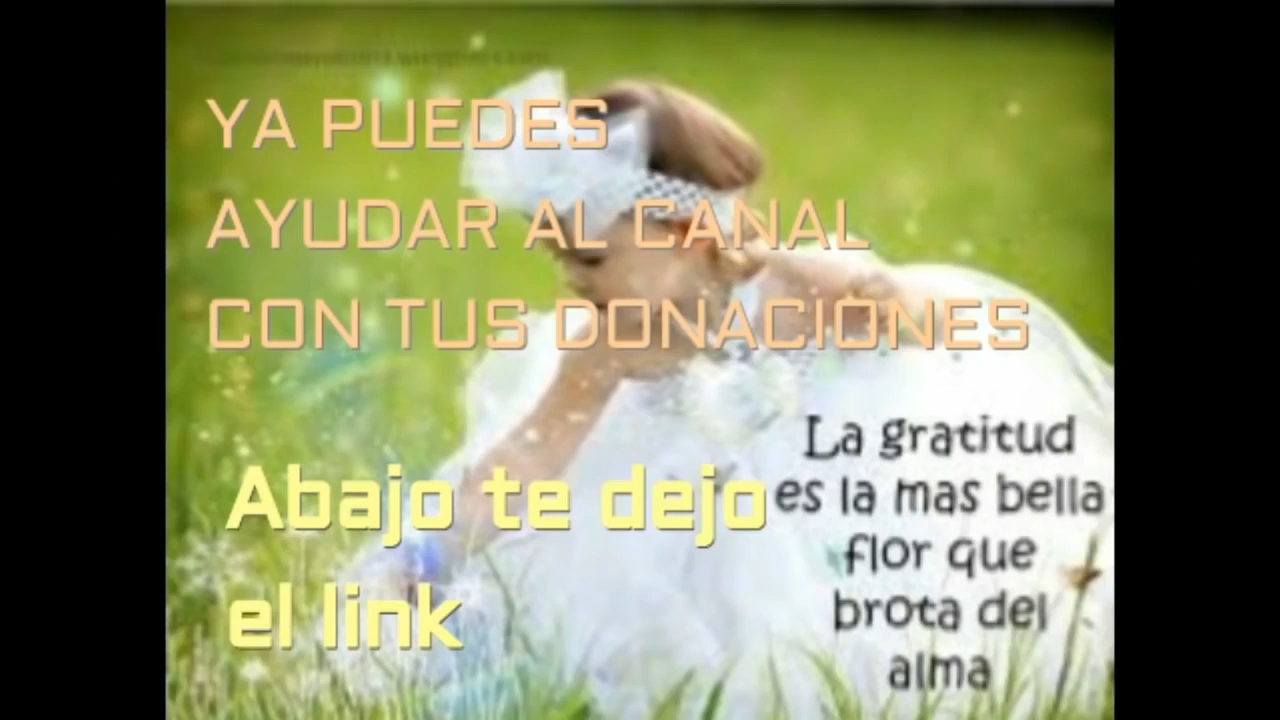 YA PUEDES
AYUDAR AL CANAL
CON TUS DONACIONES
Abajo te dejo
el link
La gratitud
es la mas bella
flor que
brota del
alma